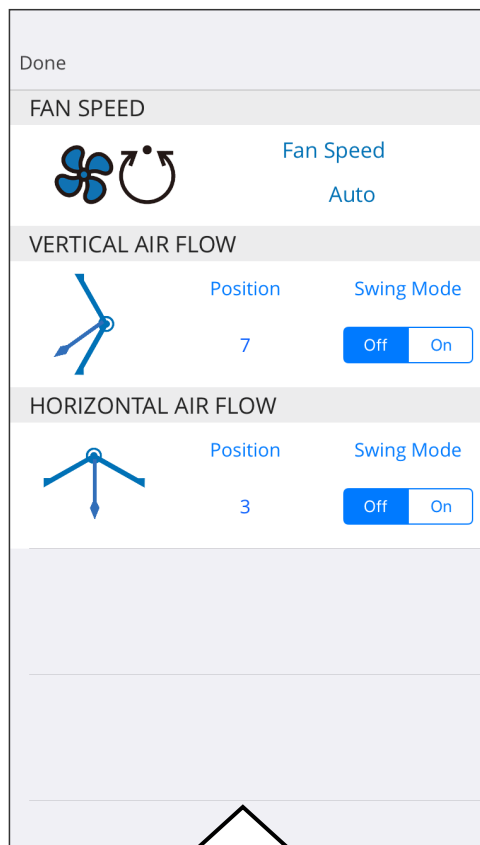 Done
FAN SPEED
Fan Speed
Auto
VERTICAL AIR FLOW
Position Swing Mode
7 Off On
HORIZONTAL AIR FLOW
Position Swing Mode
3 Off On